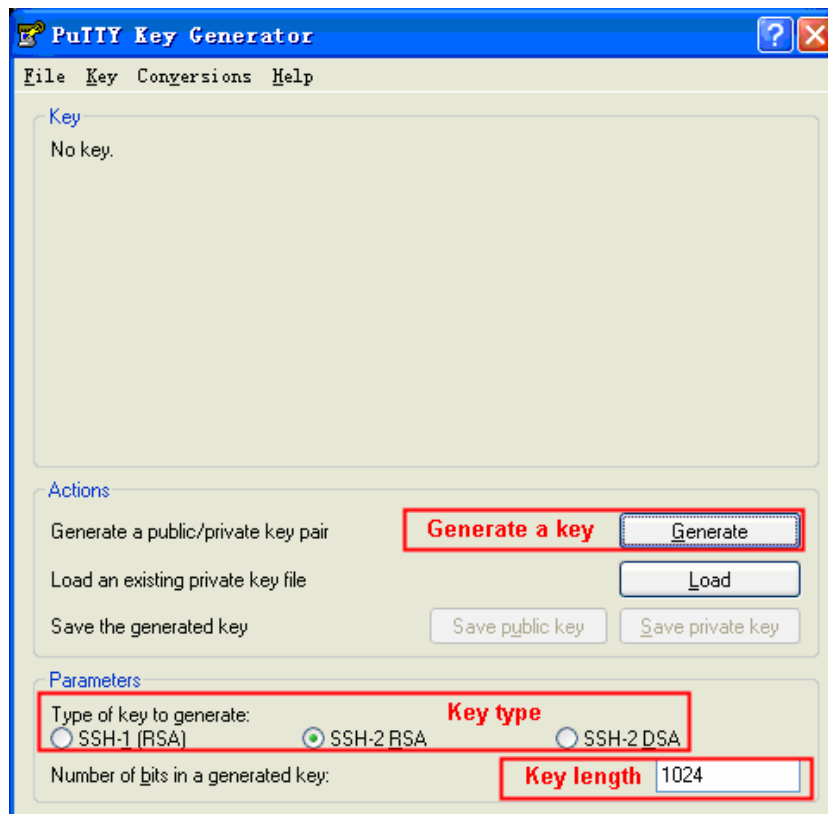 PuTTY Key Generator
File Key Conversions Help
Key
No key.
Actions
Generate a public/private key pair Generate a key Generate
Load an existing private key file Load
Save the generated key Save public key Save private key
Parameters
Type of key to generate: Key type
SSH-1 (RSA) SSH-2 RSA SSH-2 DSA
Number of bits in a generated key: Key length 1024